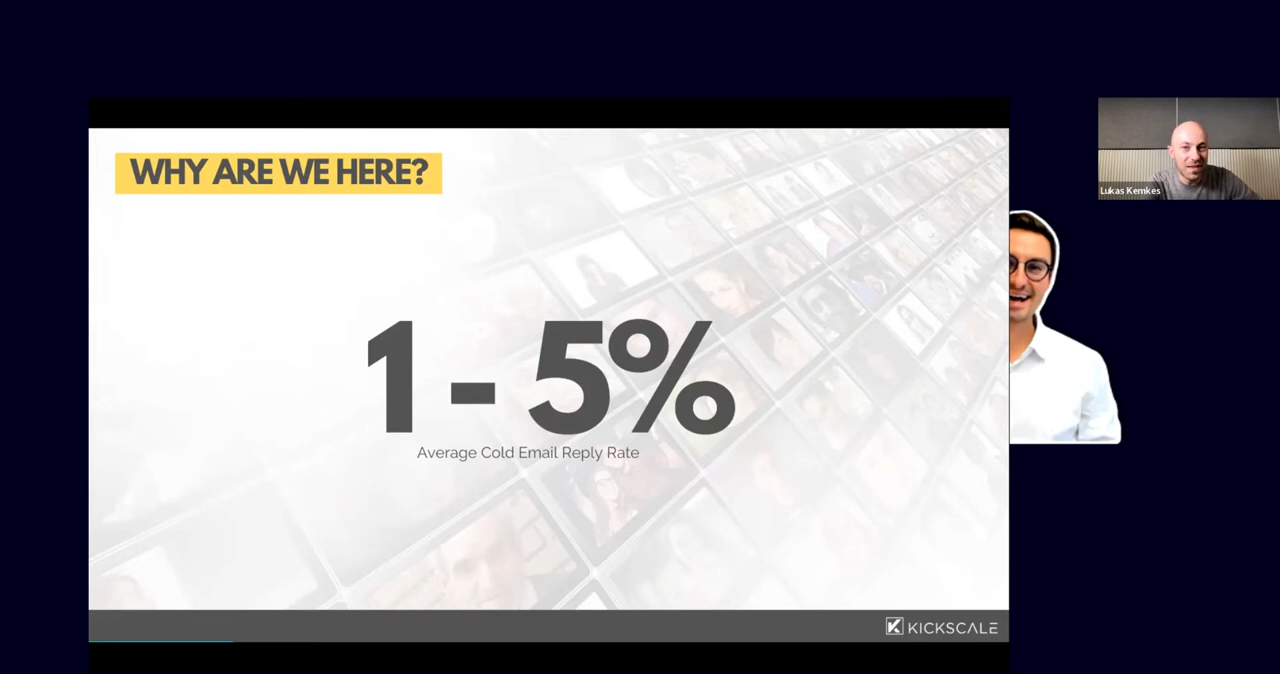 WHY ARE WE HERE?
Lukas Kemkes
1 - 5%
Average Cold Email Reply Rate
KICKSCALE